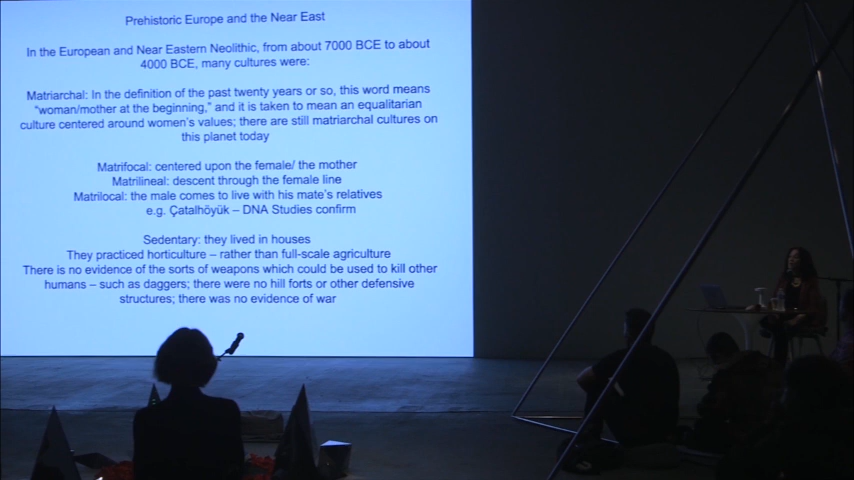 Prehistoric Europe and the Near East
In the European and Near Eastern Neolithic, from about 7000 BCE to about
4000 BCE, many cultures were:
Matriarchal: In the definition of the past twenty years or so, this word means
“woman/mother at the beginning,” and it is taken to mean an equalitarian
culture centered around women’s values; there are still matriarchal cultures on
this planet today
Matrifocal: centered upon the female/ the mother
Matrilineal: descent through the female line
Matrilocal: the male comes to live with his mate’s relatives
e.g. Çatalhöyük – DNA Studies confirm
Sedentary: they lived in houses
They practiced horticulture – rather than full-scale agriculture
There is no evidence of the sorts of weapons which could be used to kill other
humans – such as daggers; there were no hill forts or other defensive
structures; there was no evidence of war